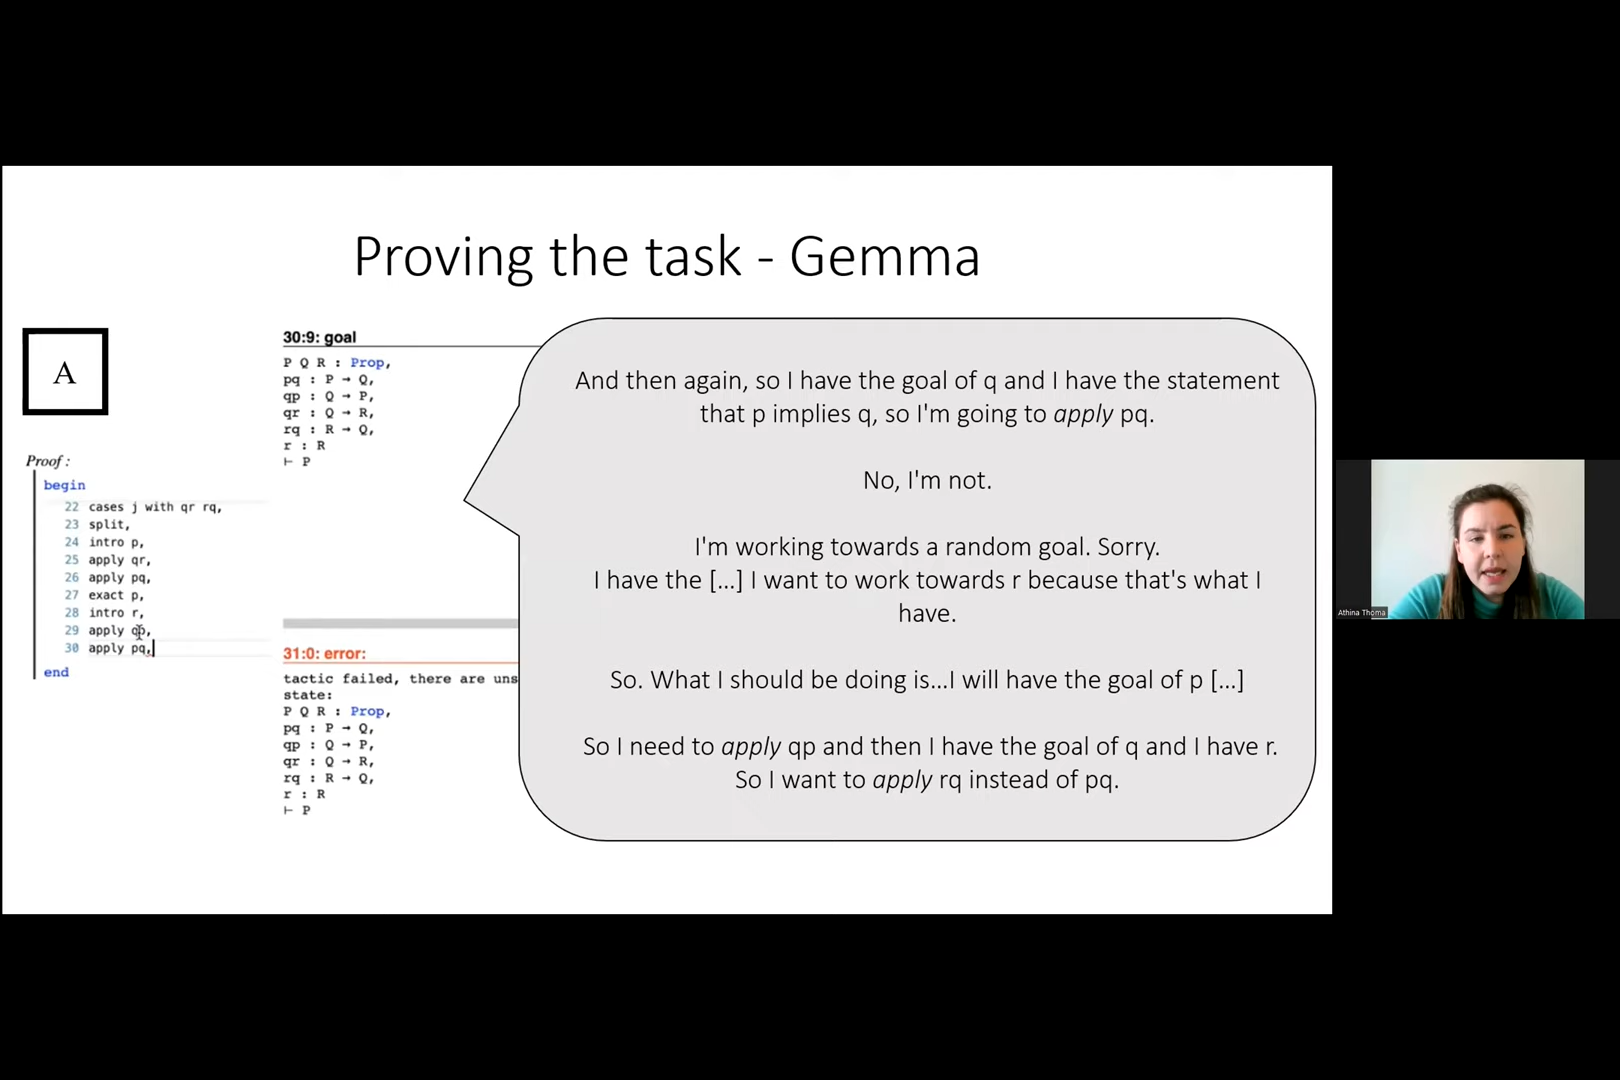 Proving the task - Gemma
A
Proof :
begin
22 cases j with qr rq,
23 split,
24 intro p,
25 apply qr,
26 apply pq,
27 exact p,
28 intro r,
29 apply qp,
30 apply pq,
end
30:9: goal
P Q R : Prop,
pq : P → Q,
qp : Q → P,
qr : Q → R,
rq : R → Q,
r : R
⊢ P
31:0: error:
tactic failed, there are uns
state:
P Q R : Prop,
pq : P → Q,
qp : Q → P,
qr : Q → R,
rq : R → Q,
r : R
⊢ P
And then again, so I have the goal of q and I have the statement
that p implies q, so I'm going to apply pq.
No, I'm not.
I'm working towards a random goal. Sorry.
I have the [...] I want to work towards r because that's what I
have.
So. What I should be doing is...I will have the goal of p [...]
So I need to apply qp and then I have the goal of q and I have r.
So I want to apply rq instead of pq.
Athina Thoma